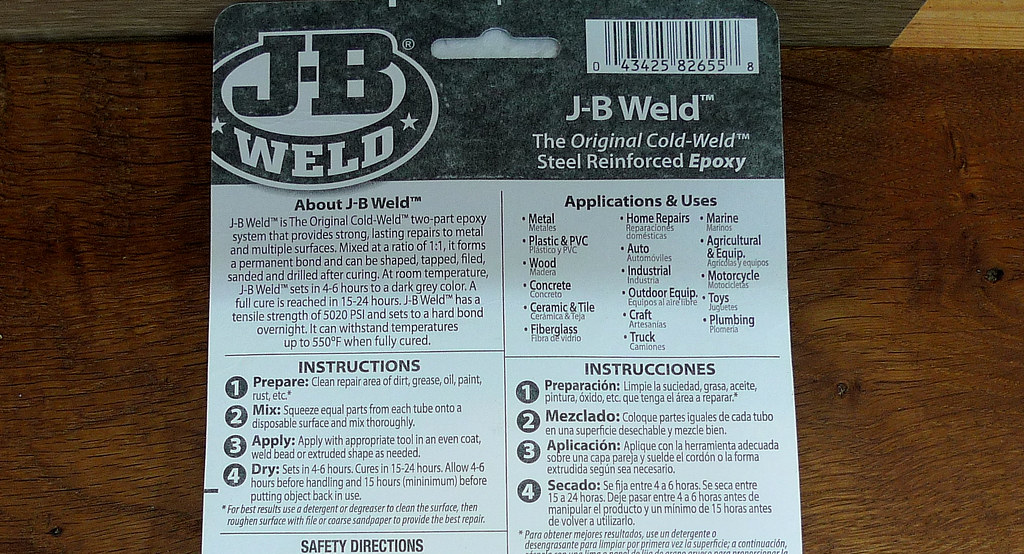 J-B
WELD
®
0 43425 82655 8
J-B Weld™
The Original Cold-Weld™
Steel Reinforced Epoxy
About J-B Weld™
J-B Weld™ is The Original Cold-Weld™ two-part epoxy
system that provides strong, lasting repairs to metal
and multiple surfaces. Mixed at a ratio of 1:1, it forms
a permanent bond and can be shaped, tapped, filed,
sanded and drilled after curing. At room temperature,
J-B Weld™ sets in 4-6 hours to a dark grey color. A
full cure is reached in 15-24 hours. J-B Weld™ has a
tensile strength of 5020 PSI and sets to a hard bond
overnight. It can withstand temperatures
up to 550°F when fully cured.
Applications & Uses
• Metal
Metales
• Plastic & PVC
Plástico y PVC
• Wood
Madera
• Concrete
Concreto
• Ceramic & Tile
Cerámica & Teja
• Fiberglass
Fibra de vidrio
• Home Repairs
Reparaciones
domésticas
• Auto
Automóviles
• Industrial
Industria
• Outdoor Equip.
Equipos al aire libre
• Craft
Artesanías
• Truck
Camiones
• Marine
Marinos
• Agricultural
& Equip.
Agrícolas y equipos
• Motorcycle
Motocicletas
• Toys
Juguetes
• Plumbing
Plomería
INSTRUCTIONS
1 Prepare: Clean repair area of dirt, grease, oil, paint,
rust, etc.*
2 Mix: Squeeze equal parts from each tube onto a
disposable surface and mix thoroughly.
3 Apply: Apply with appropriate tool in an even coat,
weld bead or extruded shape as needed.
4 Dry: Sets in 4-6 hours. Cures in 15-24 hours. Allow 4-6
hours before handling and 15 hours (mininimum) before
putting object back in use.
* For best results use a detergent or degreaser to clean the surface, then
roughen surface with file or coarse sandpaper to provide the best repair.
SAFETY DIRECTIONS
INSTRUCCIONES
1 Preparación: Limpie la suciedad, grasa, aceite,
pintura, óxido, etc. que tenga el área a reparar.*
2 Mezclado: Coloque partes iguales de cada tubo
en una superficie desechable y mezcle bien.
3 Aplicación: Aplique con la herramienta adecuada
sobre una capa pareja y suelde el cordón o la forma
extrudida según sea necesario.
4 Secado: Se fija entre 4 a 6 horas. Se seca entre
15 a 24 horas. Deje pasar entre 4 a 6 horas antes de
manipular el producto y un mínimo de 15 horas antes
de volver a utilizarlo.
* Para obtener mejores resultados, use un detergente o
desengrasante para limpiar por primera vez la superficie; a continuación,